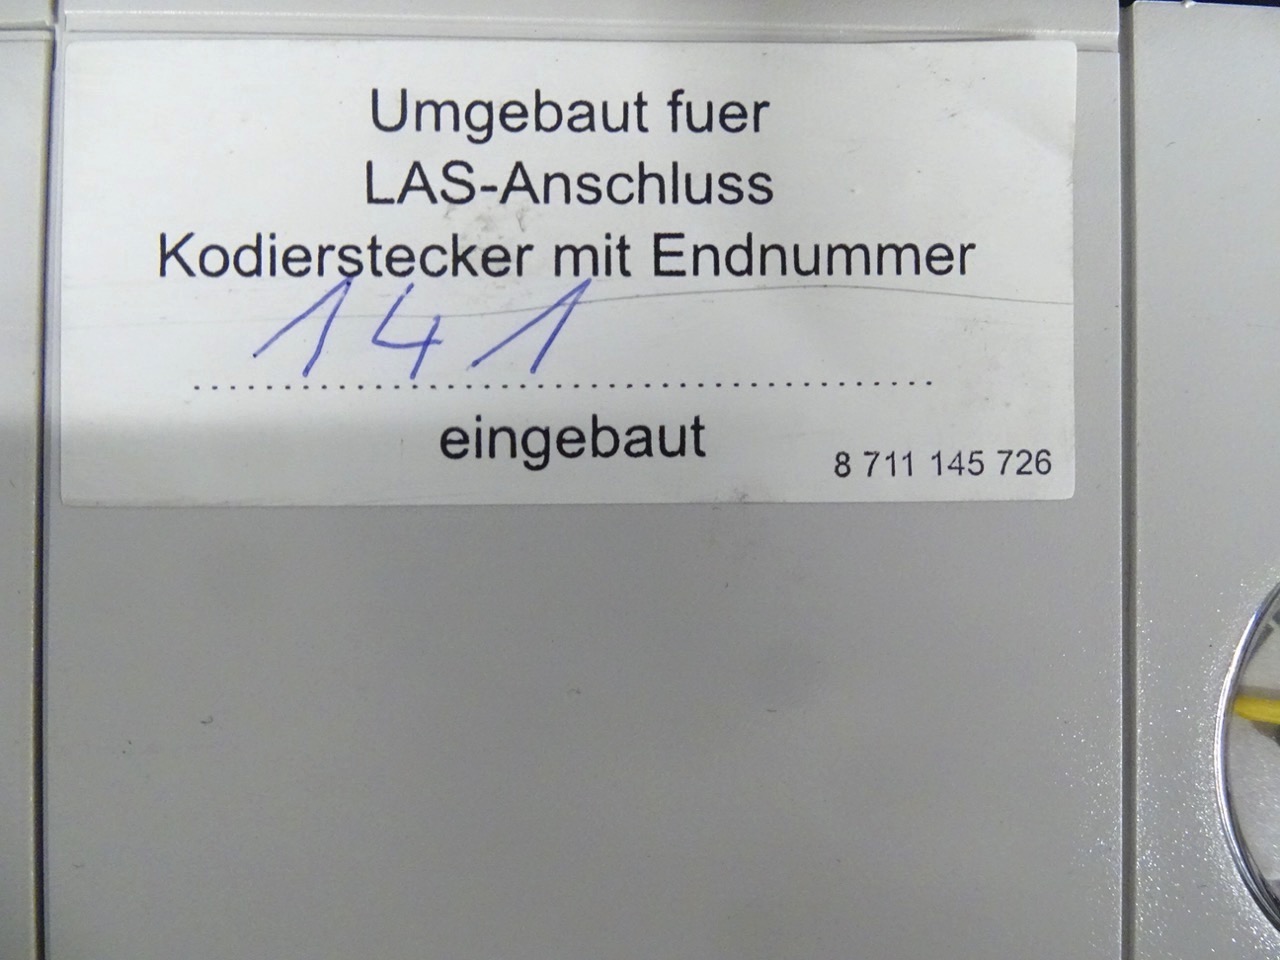 Umgebaut fuer
LAS-Anschluss
Kodierstecker mit Endnummer
141
................................................
eingebaut
8 711 145 726